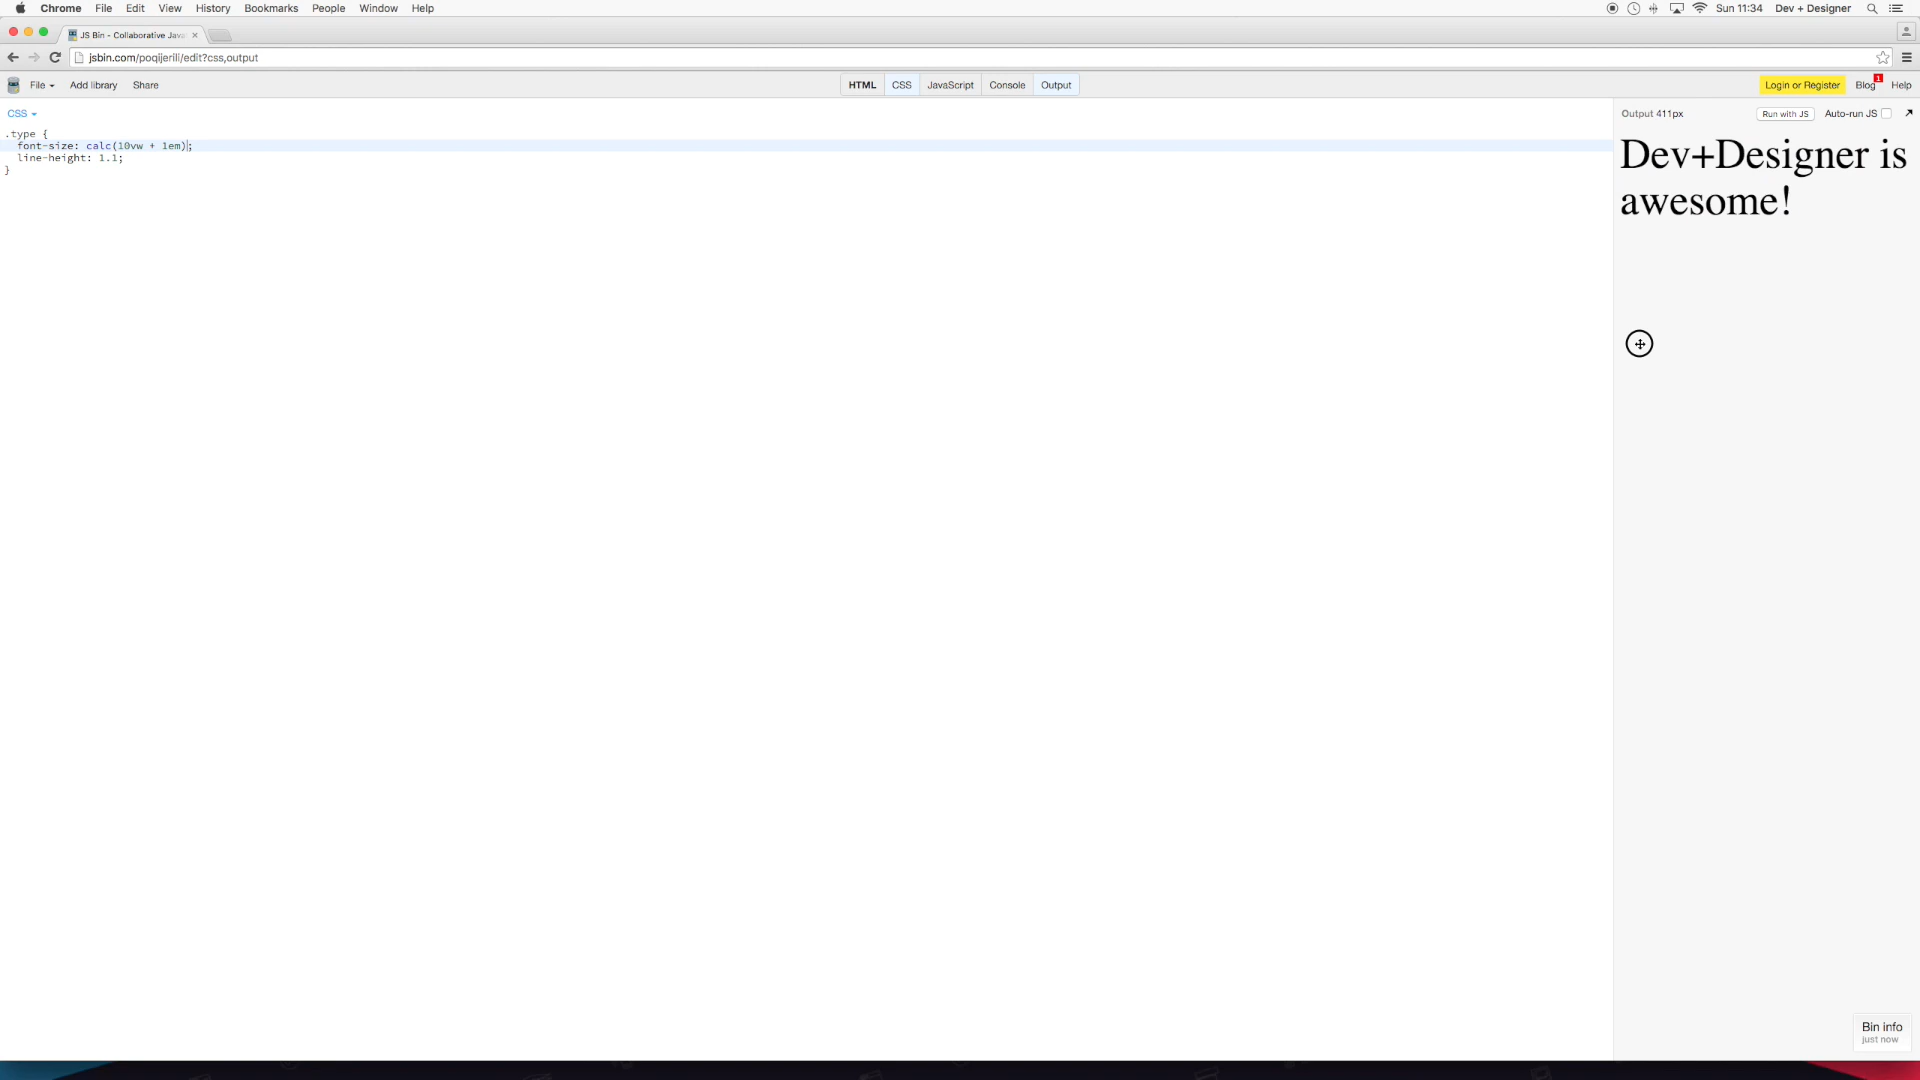 Chrome File Edit View History Bookmarks People Window Help Sun 11:34 Dev + Designer
JS Bin - Collaborative Java
jsbin.com/poqijerili/edit?css,output
File Add library Share HTML CSS JavaScript Console Output Login or Register Blog 1 Help
CSS Output 411px Run with JS Auto-run JS
.type {
font-size: calc(10vw + 1em);
line-height: 1.1;
}
Dev+Designer is
awesome!
Bin info
just now